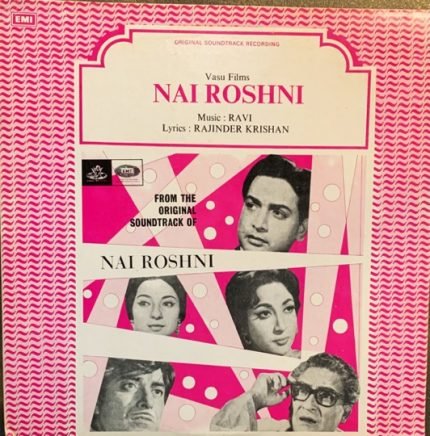 EMI
ORIGINAL SOUNDTRACK RECORDING
Vasu Films
NAI ROSHNI
Music : RAVI
Lyrics : RAJINDER KRISHAN
EMI
FROM THE
ORIGINAL
SOUNDTRACK OF
NAI ROSHNI